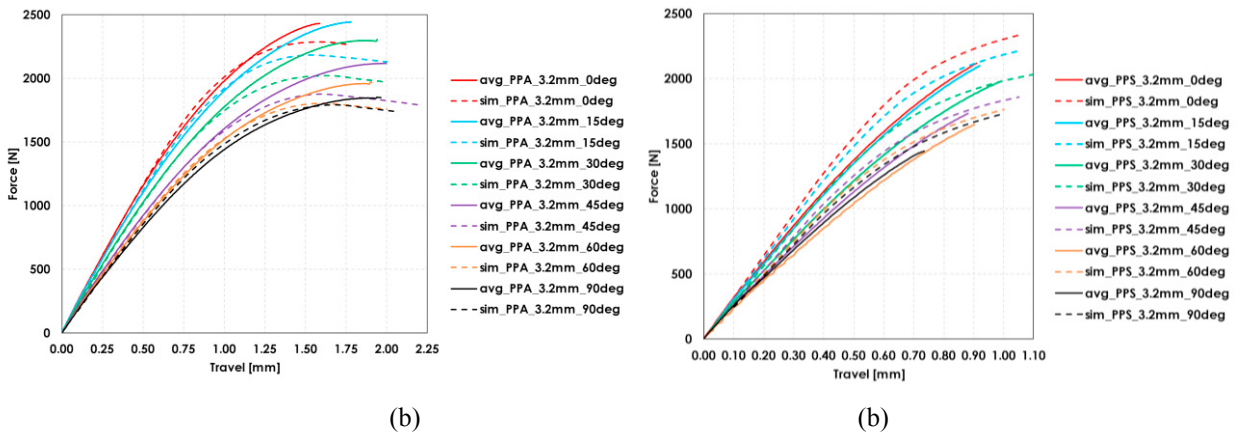 2500
2000
1500
1000
500
0
Force [N]
0.00 0.25 0.50 0.75 1.00 1.25 1.50 1.75 2.00 2.25
Travel [mm]
avg_PPA_3.2mm_0deg
sim_PPA_3.2mm_0deg
avg_PPA_3.2mm_15deg
sim_PPA_3.2mm_15deg
avg_PPA_3.2mm_30deg
sim_PPA_3.2mm_30deg
avg_PPA_3.2mm_45deg
sim_PPA_3.2mm_45deg
avg_PPA_3.2mm_60deg
sim_PPA_3.2mm_60deg
avg_PPA_3.2mm_90deg
sim_PPA_3.2mm_90deg
(b)
2500
2000
1500
1000
500
0
Force [N]
0.00 0.10 0.20 0.30 0.40 0.50 0.60 0.70 0.80 0.90 1.00 1.10
Travel [mm]
avg_PPS_3.2mm_0deg
sim_PPS_3.2mm_0deg
avg_PPS_3.2mm_15deg
sim_PPS_3.2mm_15deg
avg_PPS_3.2mm_30deg
sim_PPS_3.2mm_30deg
avg_PPS_3.2mm_45deg
sim_PPS_3.2mm_45deg
avg_PPS_3.2mm_60deg
sim_PPS_3.2mm_60deg
avg_PPS_3.2mm_90deg
sim_PPS_3.2mm_90deg
(b)